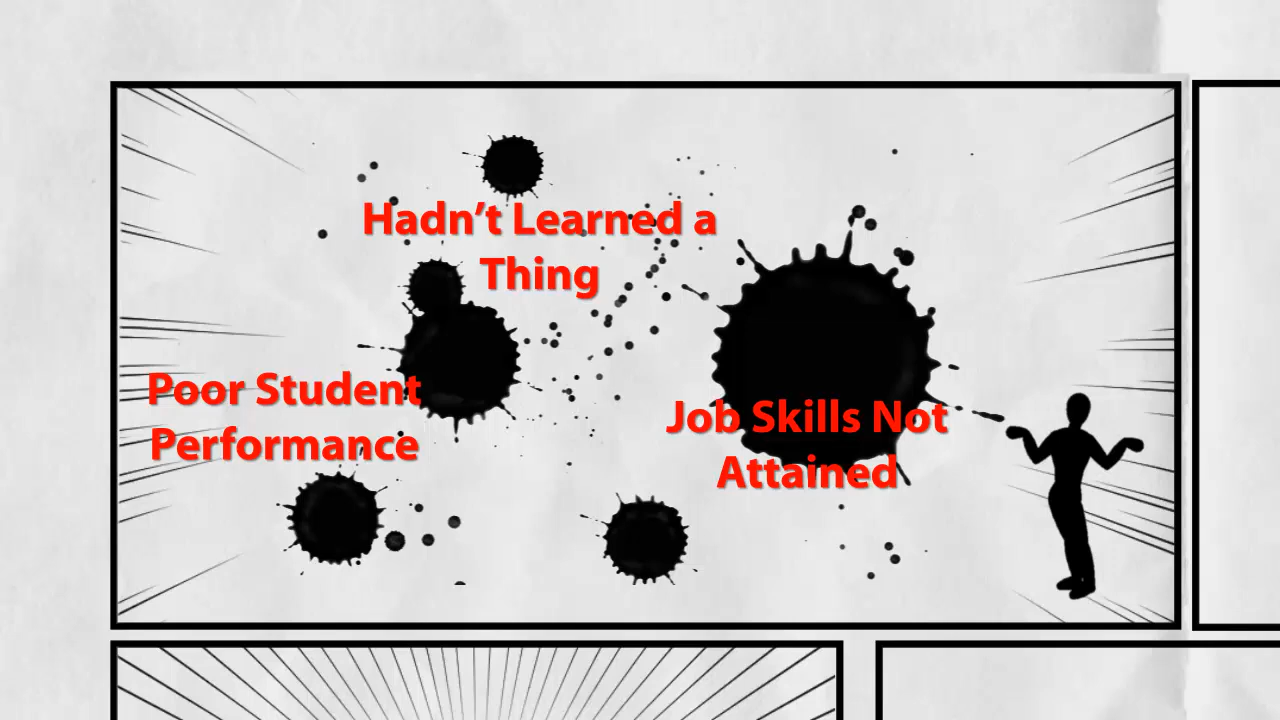 Hadn’t Learned a
Thing
Poor Student
Performance
Job Skills Not
Attained